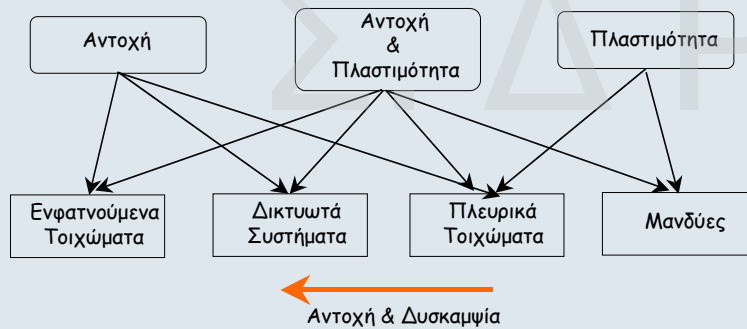 Αντοχή
Αντοχή
&
Πλαστιμότητα
Πλαστιμότητα
Ενφατνούμενα
Τοιχώματα
Δικτυωτά
Συστήματα
Πλευρικά
Τοιχώματα
Μανδύες
Αντοχή & Δυσκαμψία